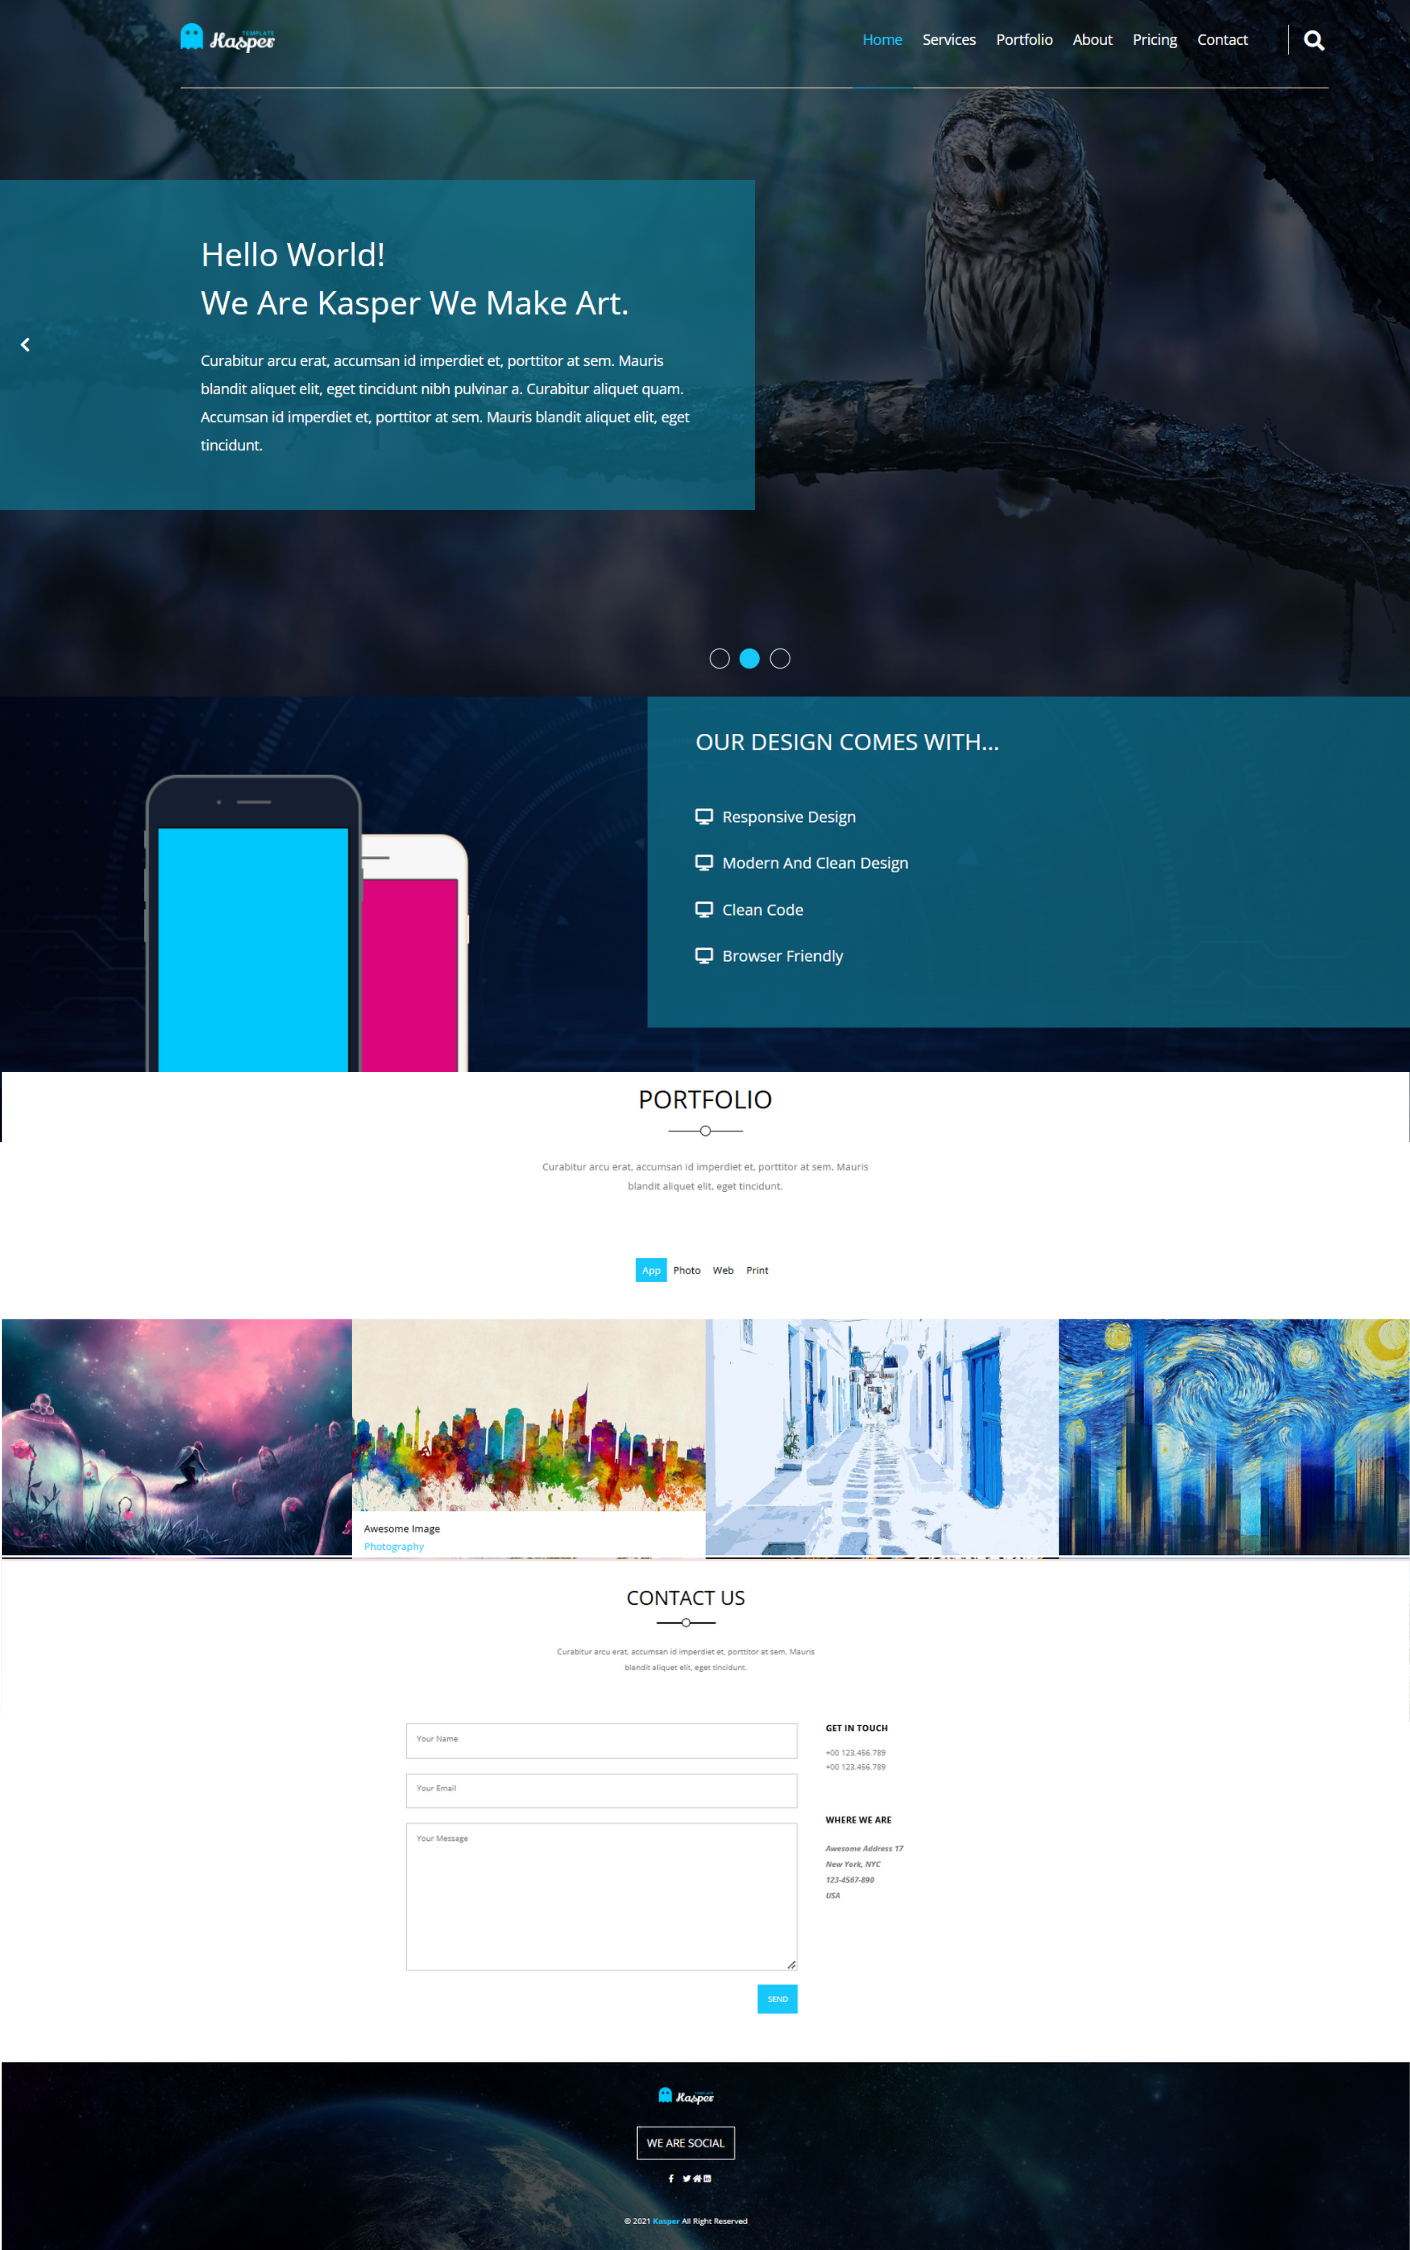 TEMPLATE
Kasper
Home Services Portfolio About Pricing Contact
Hello World!
We Are Kasper We Make Art.
Curabitur arcu erat, accumsan id imperdiet et, porttitor at sem. Mauris
blandit aliquet elit, eget tincidunt nibh pulvinar a. Curabitur aliquet quam.
Accumsan id imperdiet et, porttitor at sem. Mauris blandit aliquet elit, eget
tincidunt.
OUR DESIGN COMES WITH...
Responsive Design
Modern And Clean Design
Clean Code
Browser Friendly
PORTFOLIO
Curabitur arcu erat, accumsan id imperdiet et, porttitor at sem. Mauris
blandit aliquet elit, eget tincidunt.
App Photo Web Print
Awesome Image
Photography
CONTACT US
Curabitur arcu erat, accumsan id imperdiet et, porttitor at sem. Mauris
blandit aliquet elit, eget tincidunt.
Your Name
Your Email
Your Message
SEND
GET IN TOUCH
+00 123.456.789
+00 123.456.789
WHERE WE ARE
Awesome Address 17
New York, NYC
123-4567-890
USA
TEMPLATE
Kasper
WE ARE SOCIAL
© 2021 Kasper All Right Reserved